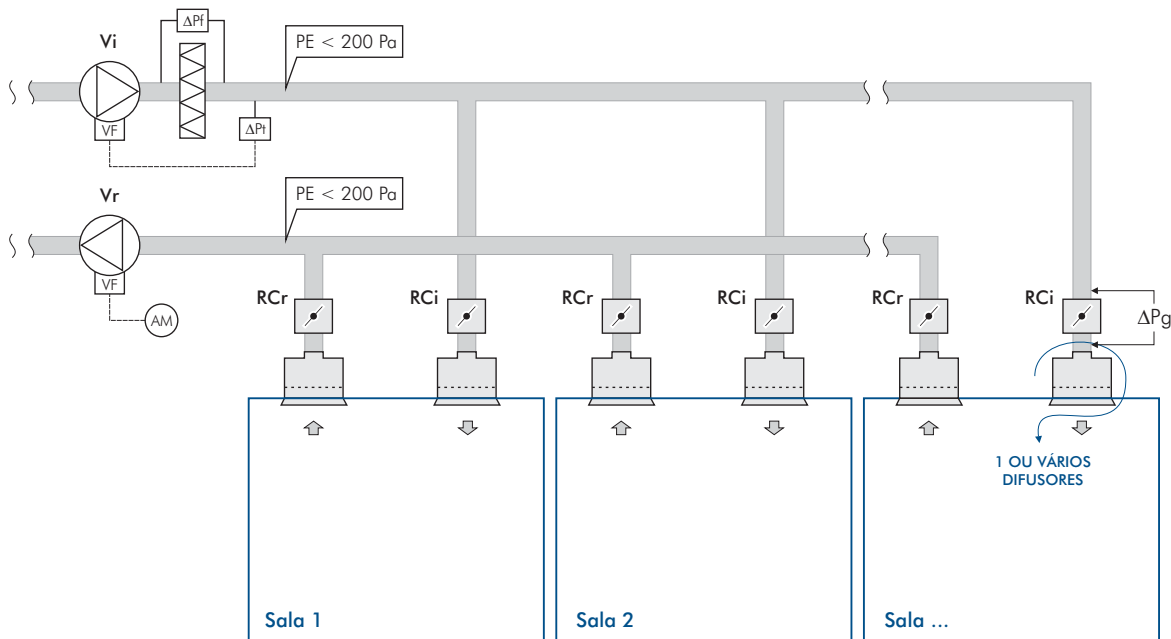 ΔPf
Vi
PE < 200 Pa
VF
ΔPt
Vr
PE < 200 Pa
VF
AM
RCr
RCi
RCr
RCi
RCr
RCi
ΔPg
1 OU VÁRIOS
DIFUSORES
Sala 1
Sala 2
Sala ...